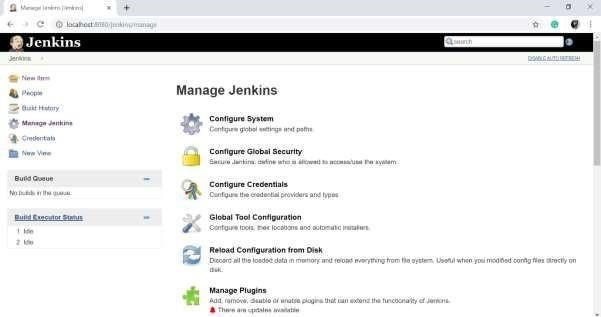 Manage Jenkins [Jenkins]
localhost:8080/jenkins/manage
Jenkins
search
Jenkins
DISABLE AUTO REFRESH
New Item
People
Build History
Manage Jenkins
Credentials
New View
Build Queue
No builds in the queue.
Build Executor Status
1 Idle
2 Idle
Manage Jenkins
Configure System
Configure global settings and paths.
Configure Global Security
Secure Jenkins; define who is allowed to access/use the system.
Configure Credentials
Configure the credential providers and types
Global Tool Configuration
Configure tools, their locations and automatic installers.
Reload Configuration from Disk
Discard all the loaded data in memory and reload everything from file system. Useful when you modified config files directly on
disk.
Manage Plugins
Add, remove, disable or enable plugins that can extend the functionality of Jenkins.
There are updates available